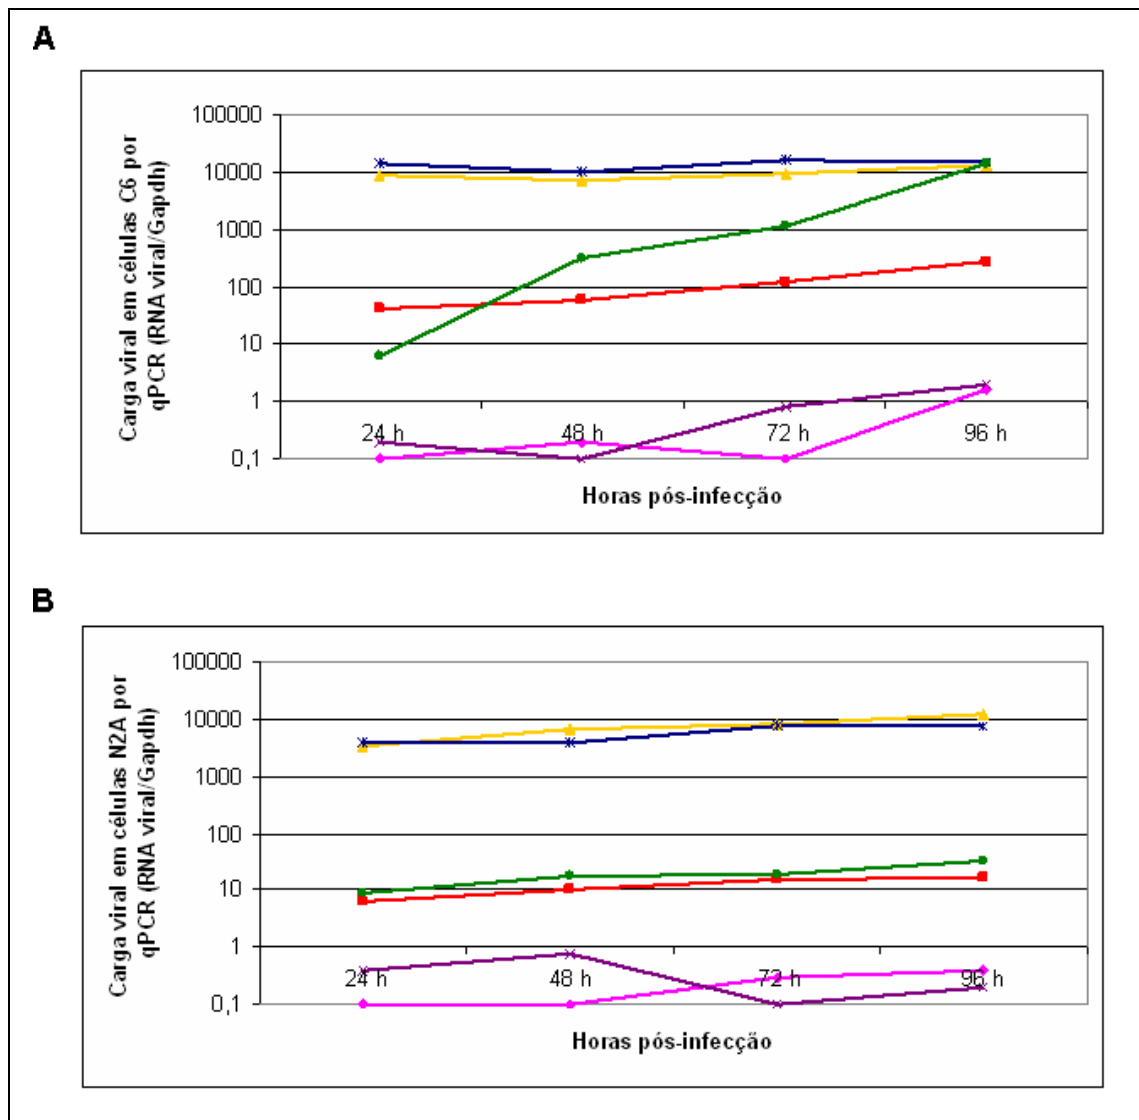 A
Carga viral em células C6 por
qPCR (RNA viral/Gapdh)
100000
10000
1000
100
10
1
0,1
24 h
48 h
72 h
96 h
Horas pós-infecção
B
Carga viral em células N2A por
qPCR (RNA viral/Gapdh)
100000
10000
1000
100
10
1
0,1
24 h
48 h
72 h
96 h
Horas pós-infecção